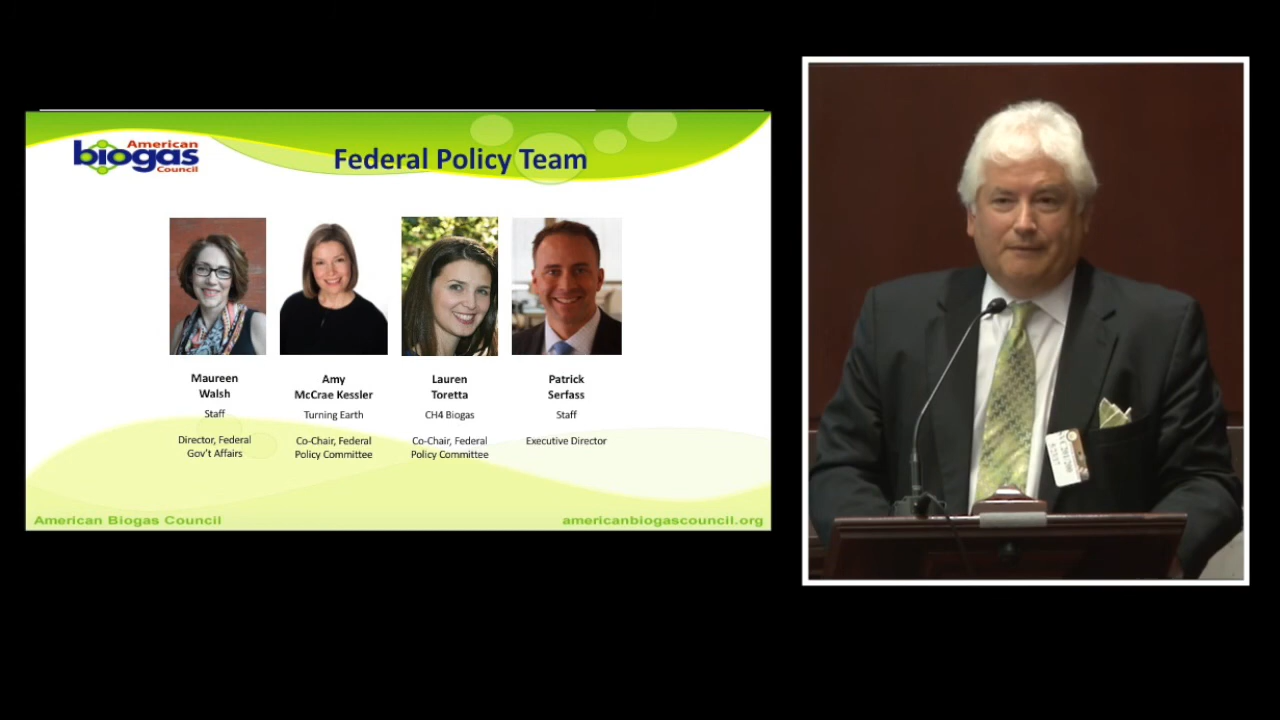 American
biogas
Council
Federal Policy Team
Maureen
Walsh
Staff
Director, Federal
Gov't Affairs
Amy
McCrae Kessler
Turning Earth
Co-Chair, Federal
Policy Committee
Lauren
Toretta
CH4 Biogas
Co-Chair, Federal
Policy Committee
Patrick
Serfass
Staff
Executive Director
American Biogas Council
americanbiogascouncil.org